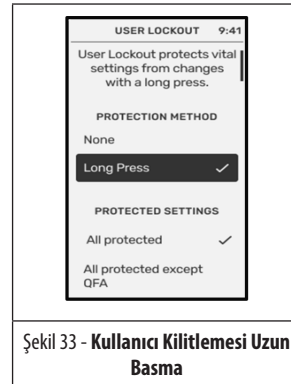 USER LOCKOUT 9:41
User Lockout protects vital
settings from changes
with a long press.
PROTECTION METHOD
None
Long Press
PROTECTED SETTINGS
All protected
All protected except
QFA
Şekil 33 - Kullanıcı Kilitlemesi Uzun
Basma